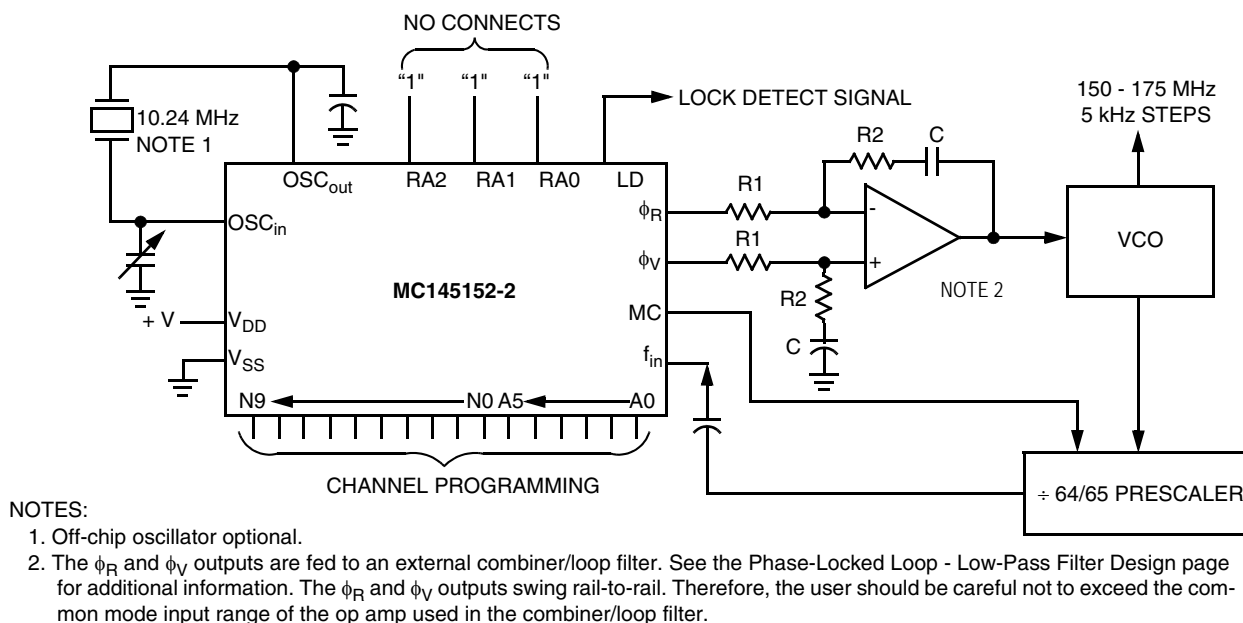 NO CONNECTS
“1" “1" “1"
LOCK DETECT SIGNAL
150 - 175 MHz
5 kHz STEPS
10.24 MHz
NOTE 1
R2 C
OSCout RA2 RA1 RA0 LD
R1
ϕR
-
OSCin
VCO
R1
ϕV
+
MC145152-2
NOTE 2
R2
MC
+ V
VDD
C
VSS
fin
N9 N0 A5 A0
CHANNEL PROGRAMMING
÷ 64/65 PRESCALER
NOTES:
1. Off-chip oscillator optional.
2. The ϕR and ϕV outputs are fed to an external combiner/loop filter. See the Phase-Locked Loop - Low-Pass Filter Design page
for additional information. The ϕR and ϕV outputs swing rail-to-rail. Therefore, the user should be careful not to exceed the com-
mon mode input range of the op amp used in the combiner/loop filter.